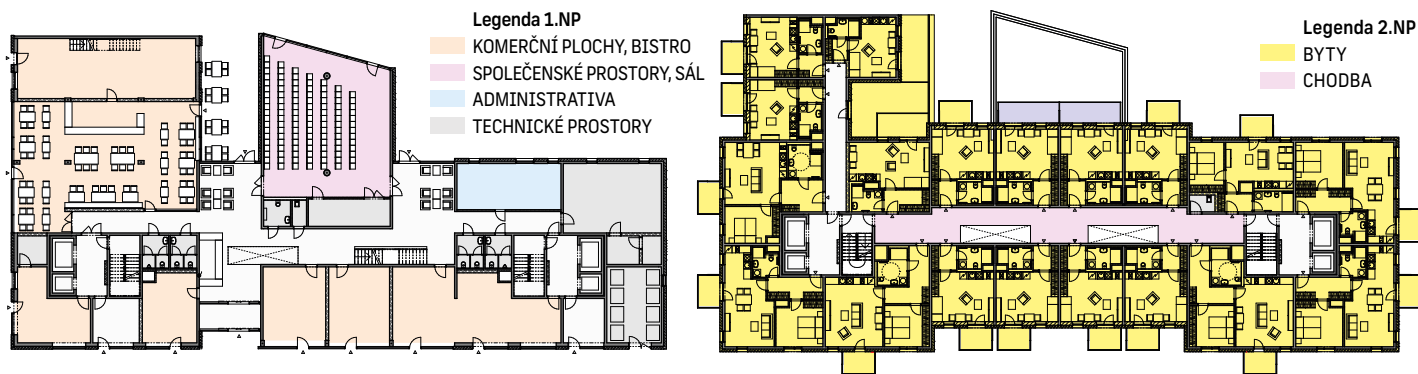 Legenda 1.NP
KOMERČNÍ PLOCHY, BISTRO
SPOLEČENSKÉ PROSTORY, SÁL
ADMINISTRATIVA
TECHNICKÉ PROSTORY
Legenda 2.NP
BYTY
CHODBA